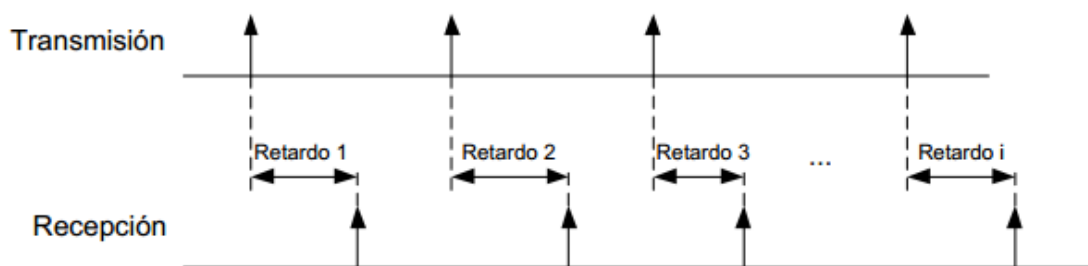 Transmisión
Retardo 1 Retardo 2 Retardo 3 ... Retardo i
Recepción